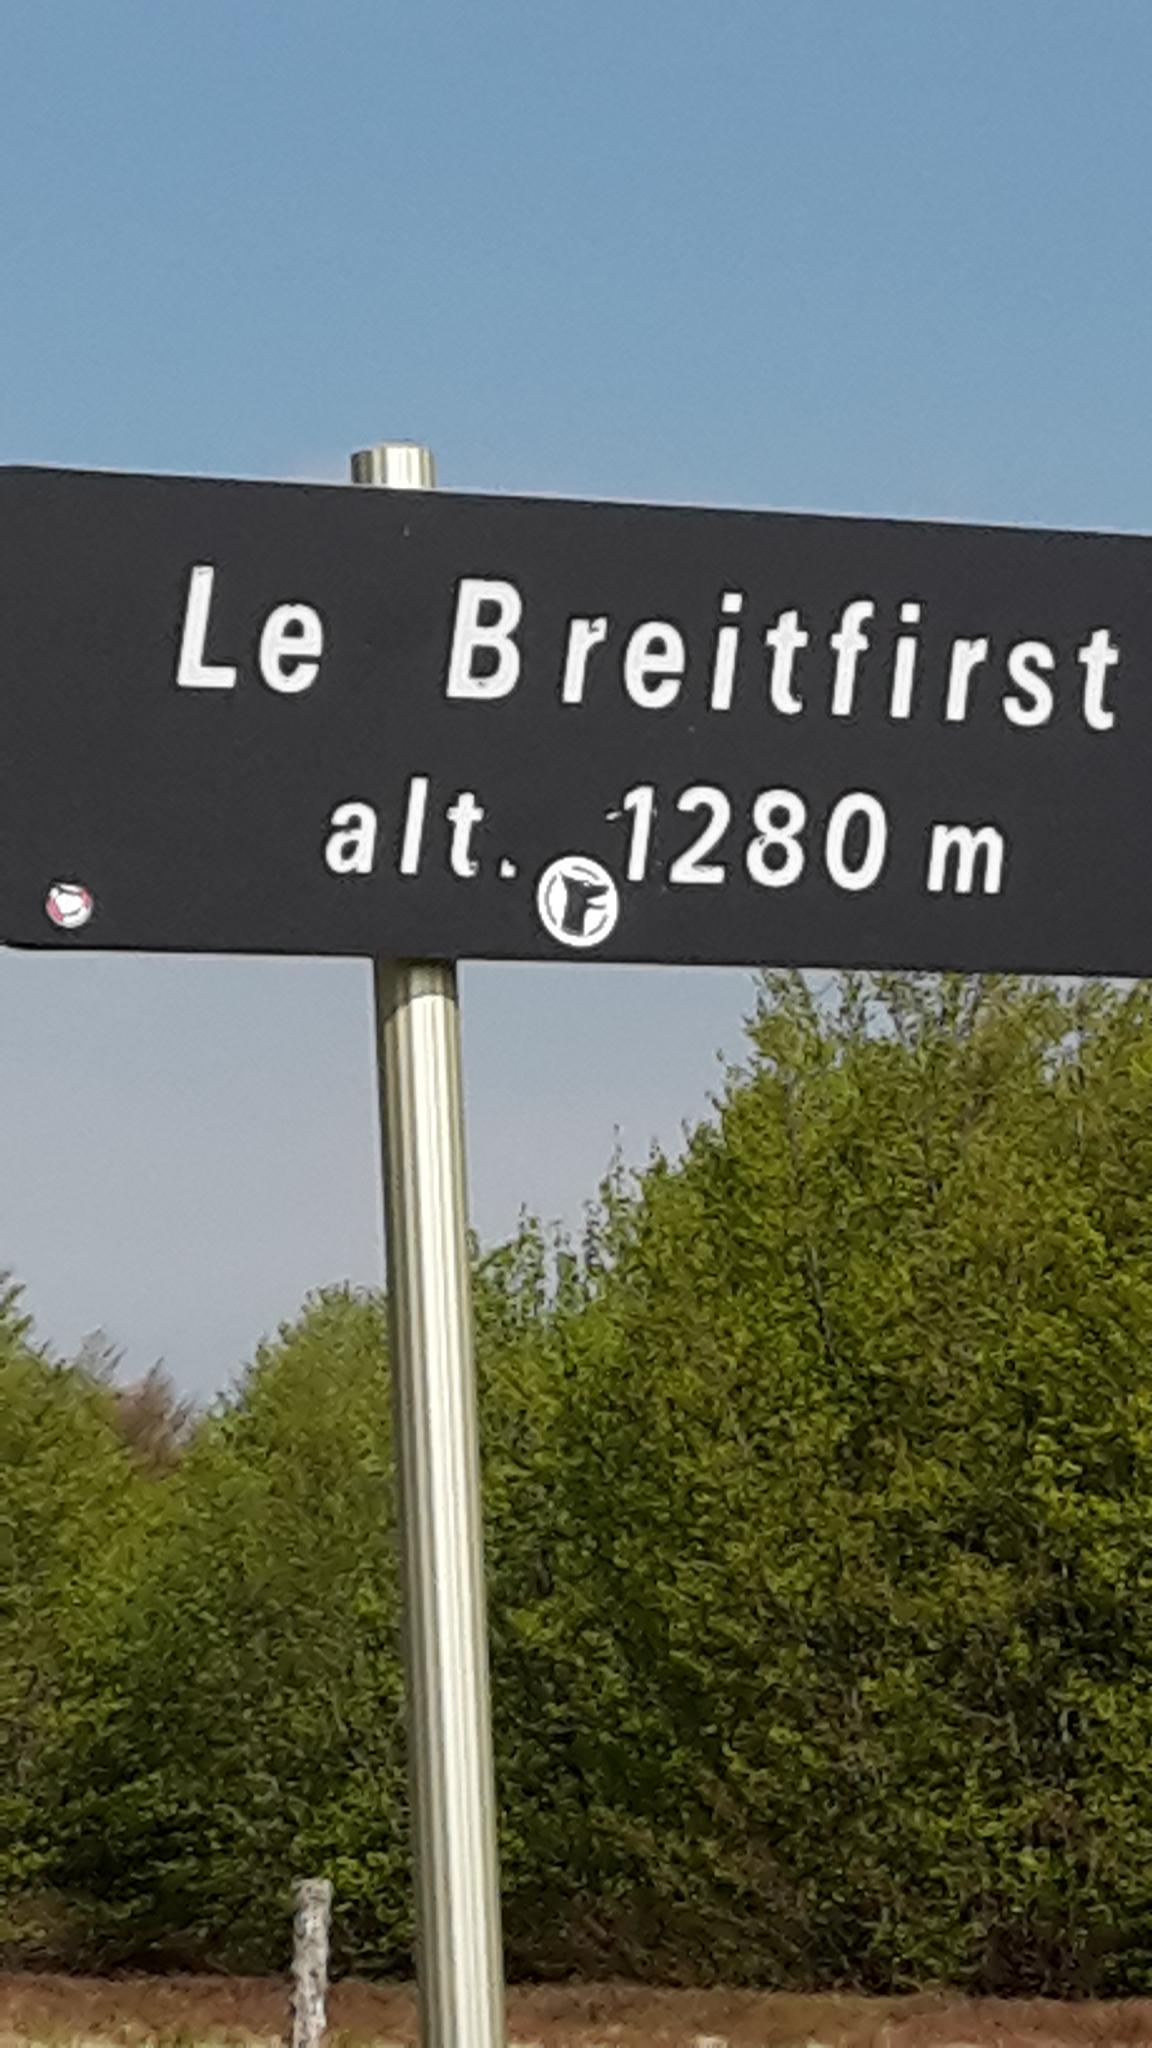 Le Breitfirst
alt. 1280 m